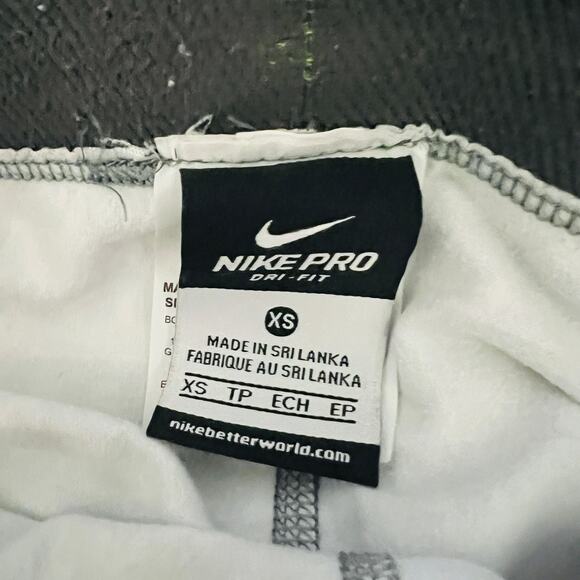 NIKE PRO
DRI-FIT
XS
MADE IN SRI LANKA
FABRIQUE AU SRI LANKA
XS TP ECH EP
nikebetterworld.com